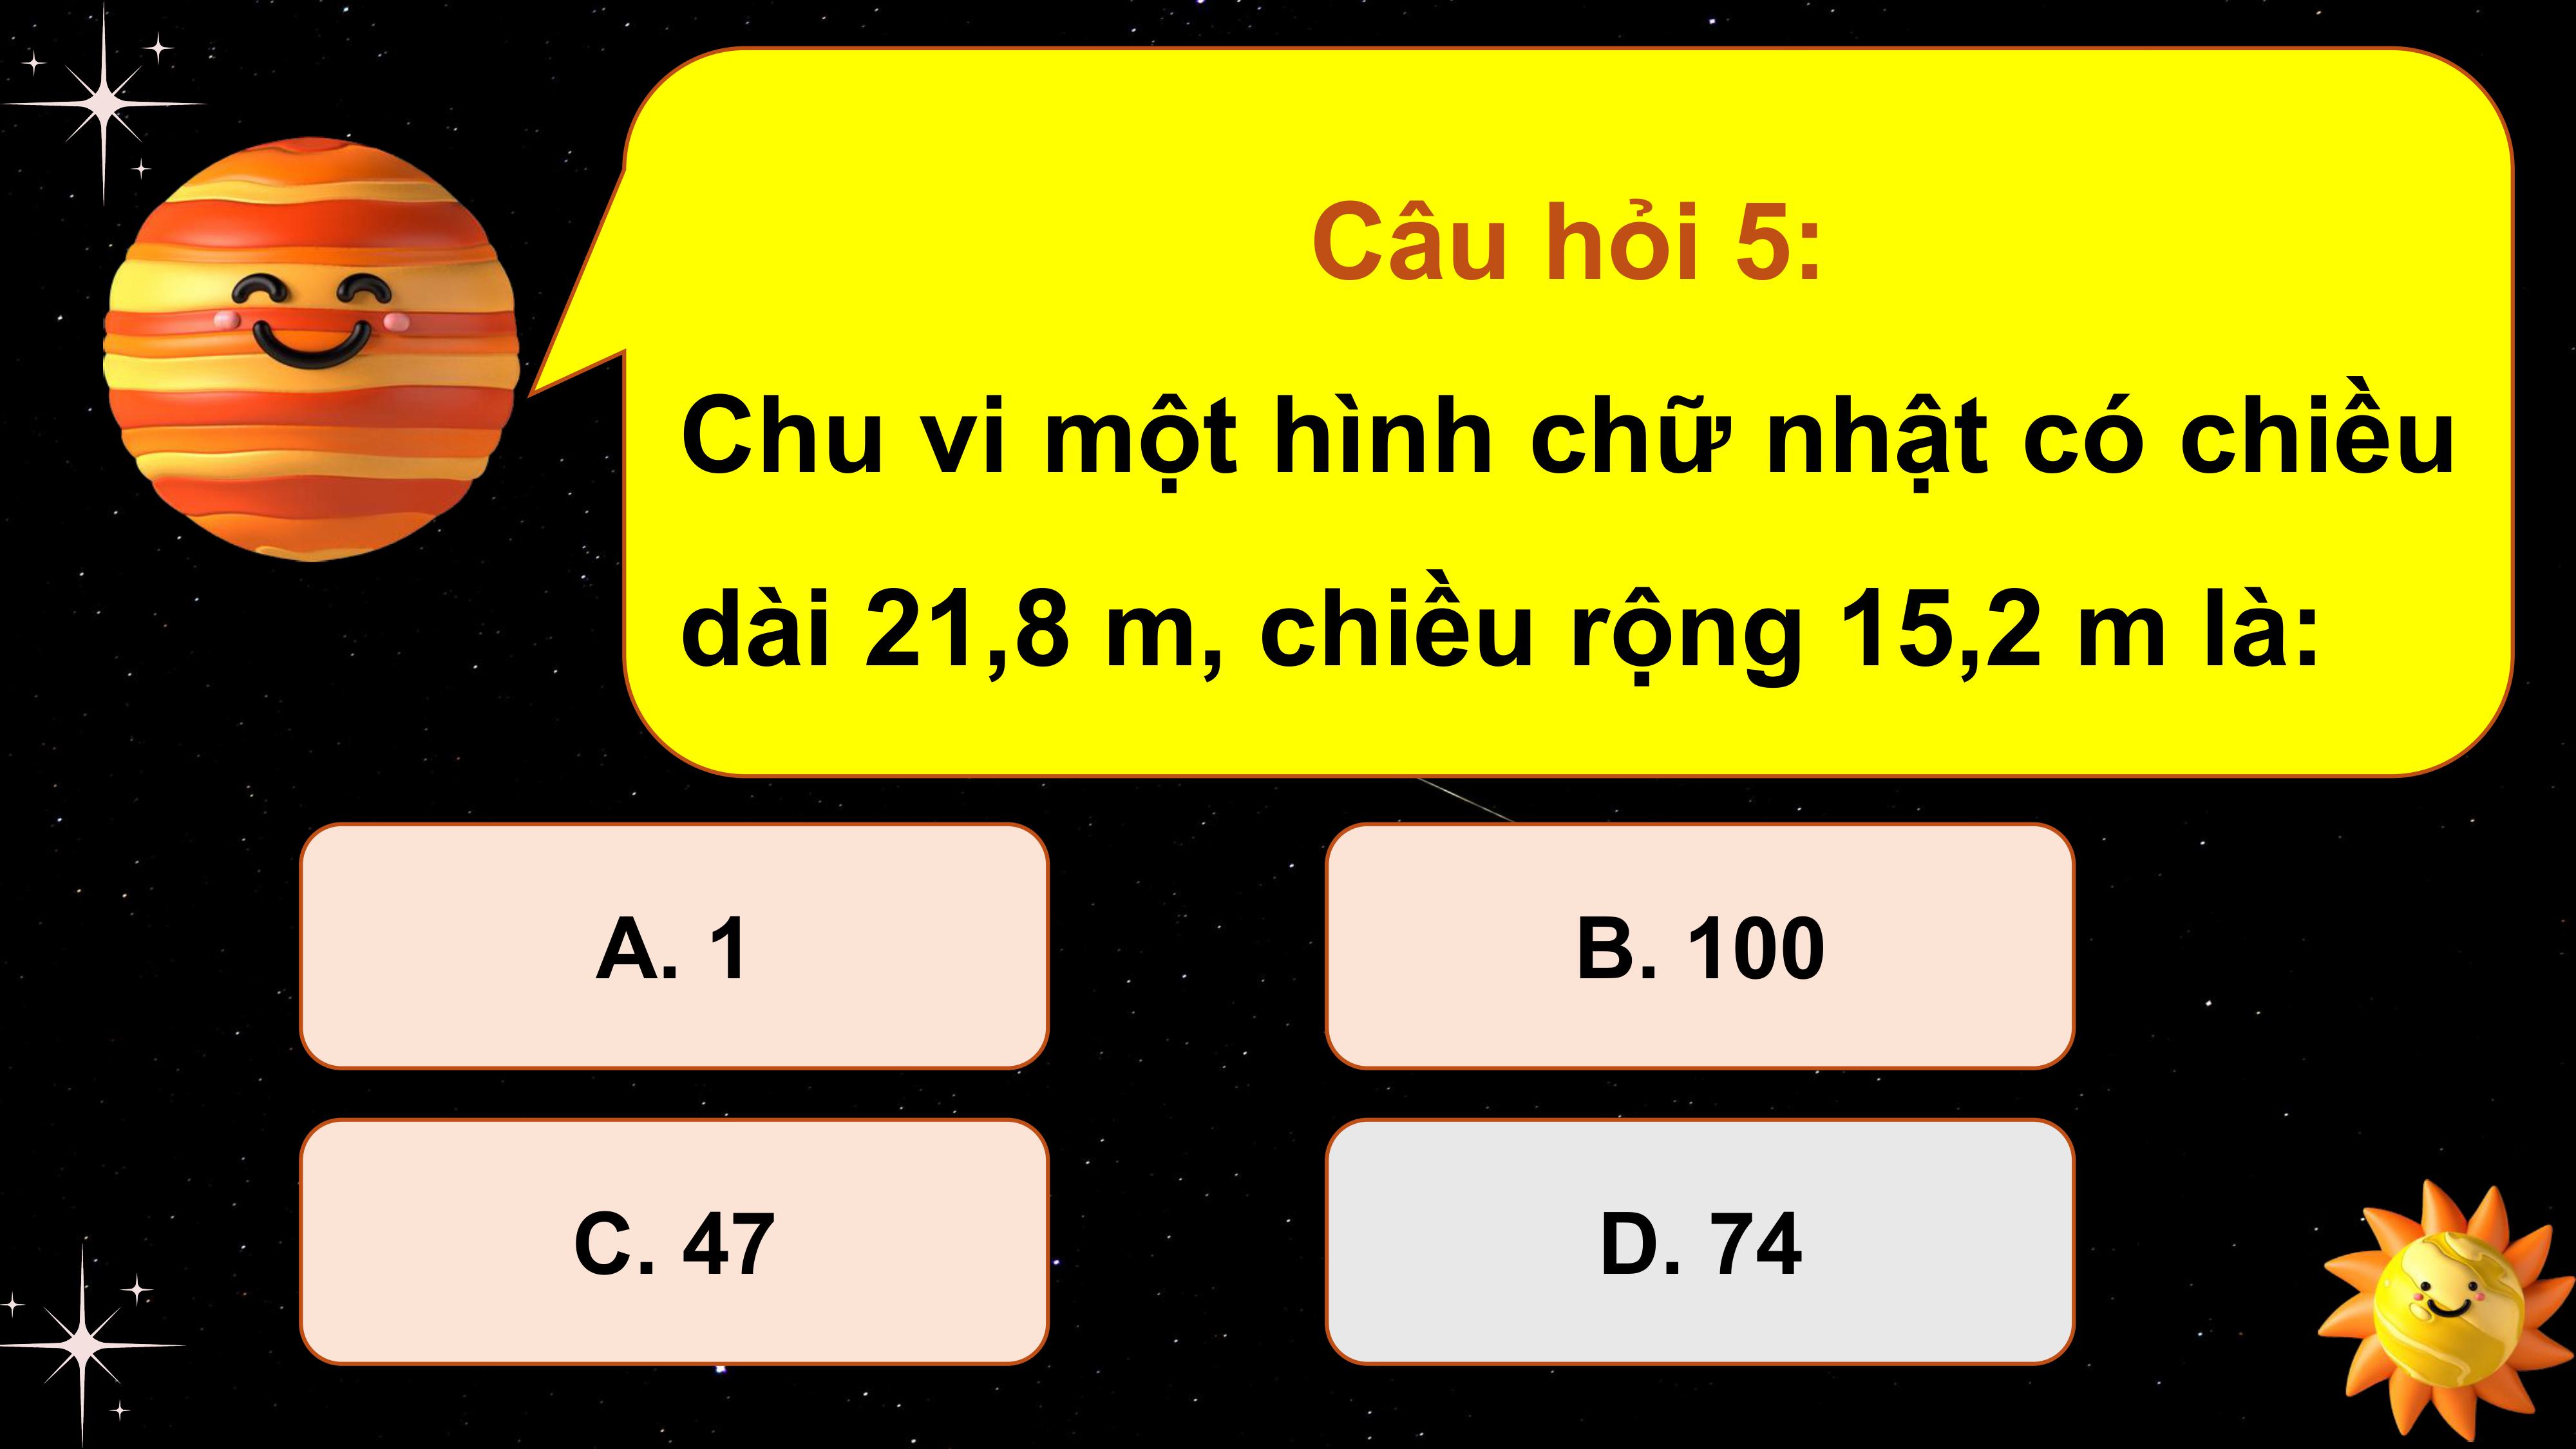 Câu hỏi 5:
Chu vi một hình chữ nhật có chiều
dài 21,8 m, chiều rộng 15,2 m là:
A. 1
B. 100
C. 47
D. 74